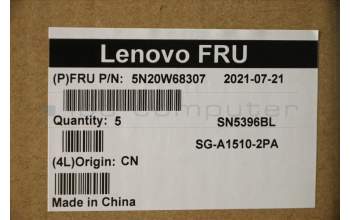 Lenovo FRU
(P)FRU P/N: 5N20W68307 2021-07-21
Quantity: 5 SN5396BL
SG-A1510-2PA
(4L)Origin: CN
Made in China